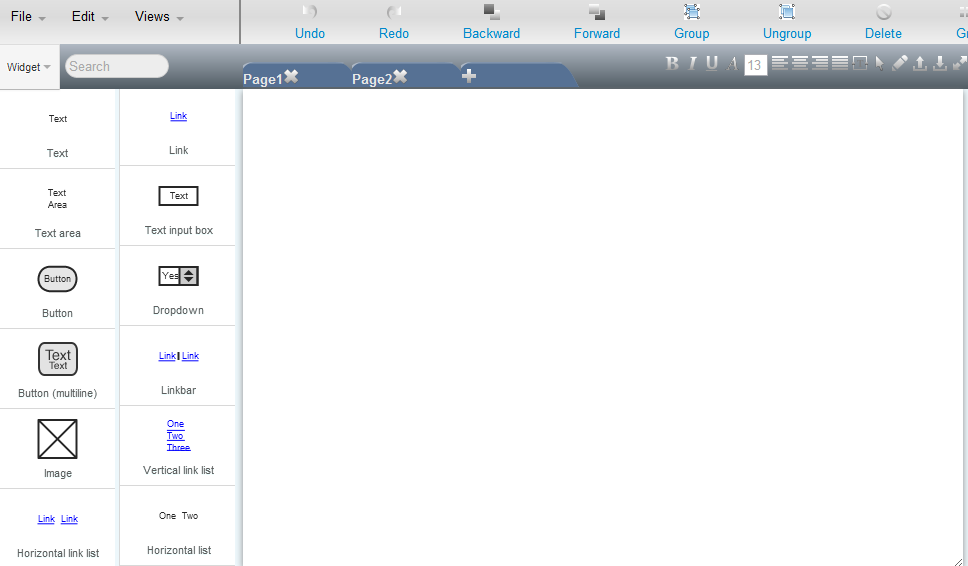 File Edit Views
Undo Redo Backward Forward Group Ungroup Delete
Widget Search
Page1 Page2
B I U A 13
Text
Text
Link
Link
Text
Area
Text area
Text
Text input box
Button
Button
Yes
Dropdown
Text
Text
Button (multiline)
Link Link
Linkbar
Image
One
Two
Three
Vertical link list
Link Link
Horizontal link list
One Two
Horizontal list